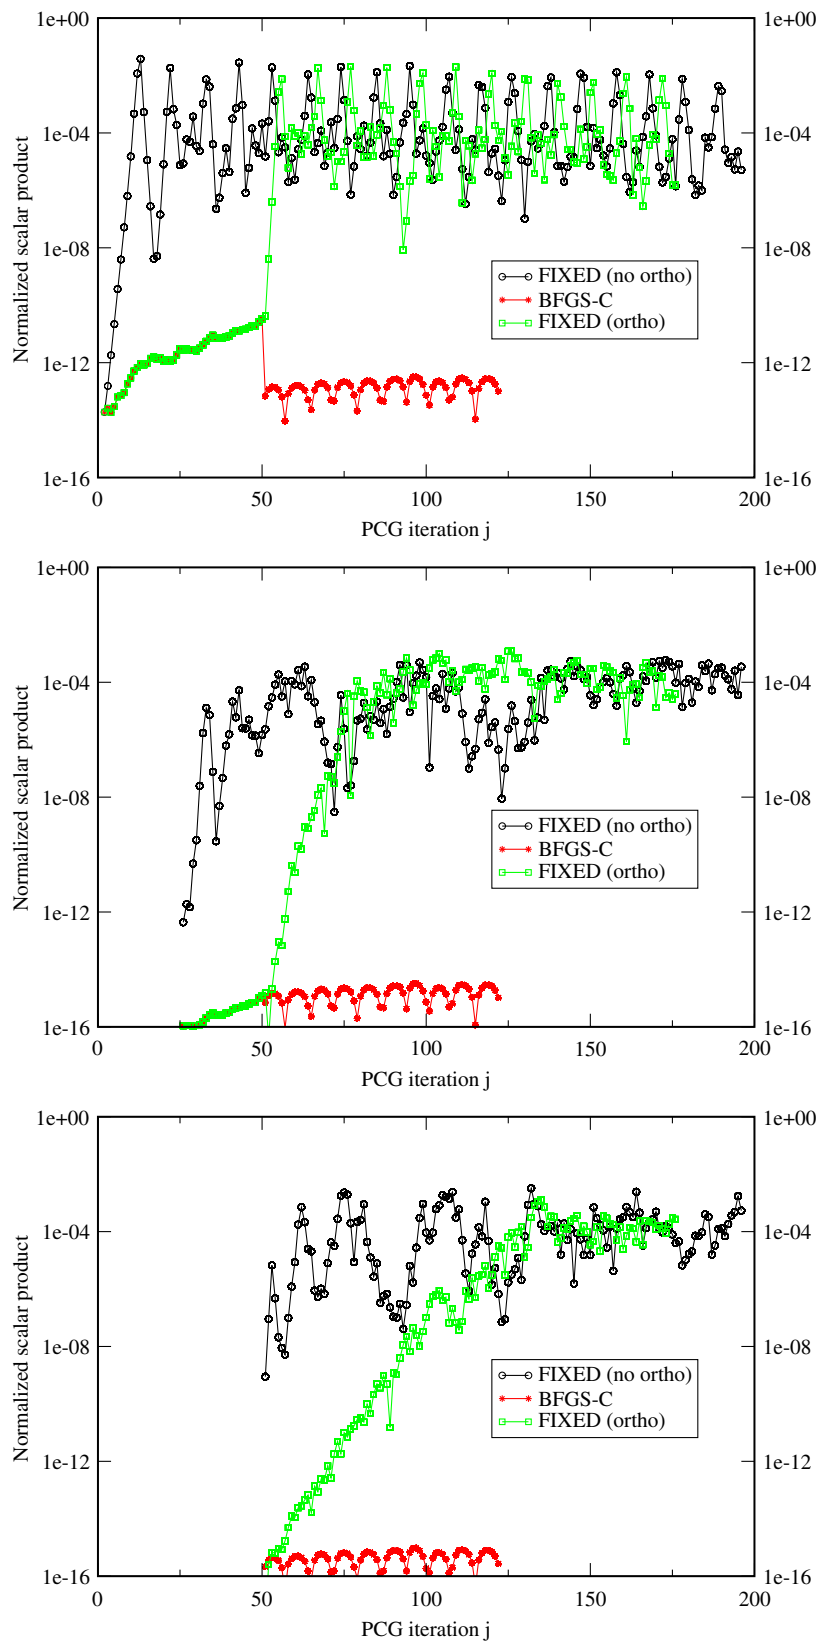 1e+00 1e+00
1e-04 1e-04
1e-08 1e-08
1e-12 1e-12
1e-16 1e-16
0 50 100 150 200
PCG iteration j
Normalized scalar product
FIXED (no ortho)
BFGS-C
FIXED (ortho)
1e+00 1e+00
1e-04 1e-04
1e-08 1e-08
1e-12 1e-12
1e-16 1e-16
0 50 100 150 200
PCG iteration j
Normalized scalar product
FIXED (no ortho)
BFGS-C
FIXED (ortho)
1e+00 1e+00
1e-04 1e-04
1e-08 1e-08
1e-12 1e-12
1e-16 1e-16
0 50 100 150 200
PCG iteration j
Normalized scalar product
FIXED (no ortho)
BFGS-C
FIXED (ortho)